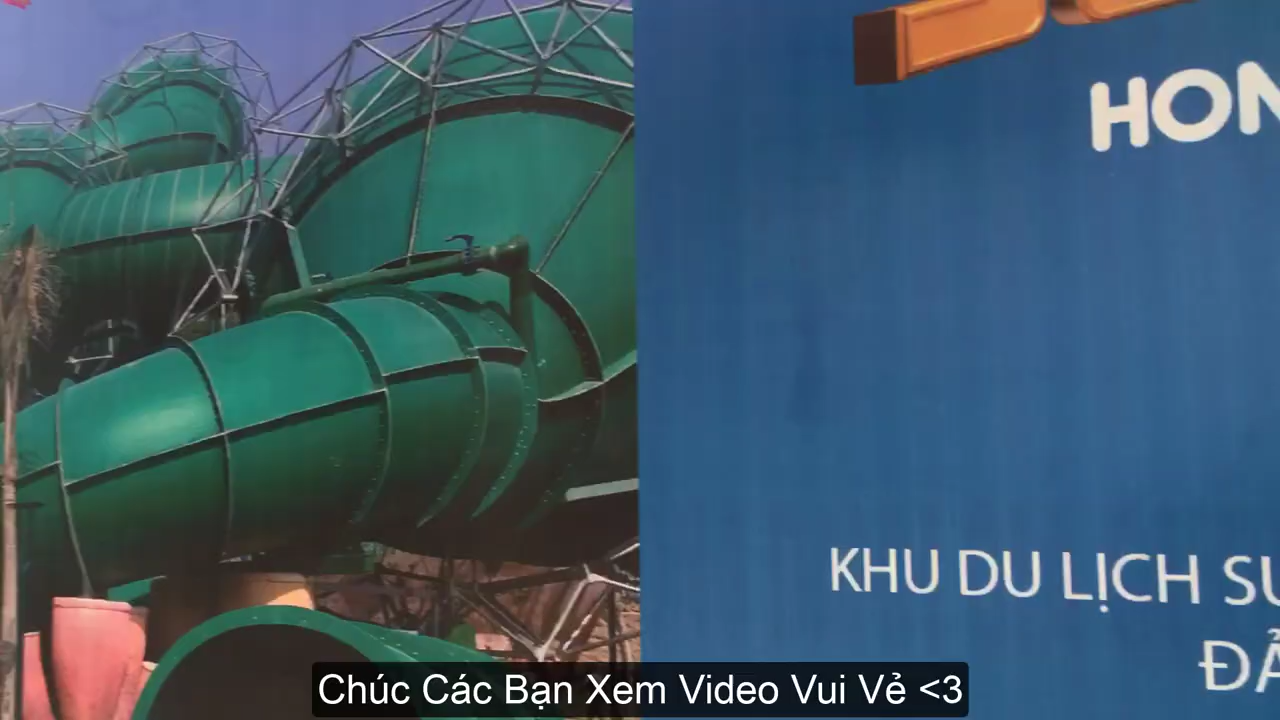 HON
KHU DU LỊCH SU
ĐẢ
Chúc Các Bạn Xem Video Vui Vẻ <3